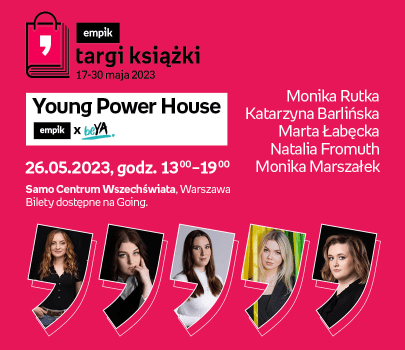 empik
targi książki
17-30 maja 2023
Young Power House
empik x beYA.
26.05.2023, godz. 13⁰⁰–19⁰⁰
Samo Centrum Wszechświata, Warszawa
Bilety dostępne na Going.
Monika Rutka
Katarzyna Barlińska
Marta Łabęcka
Natalia Fromuth
Monika Marszałek